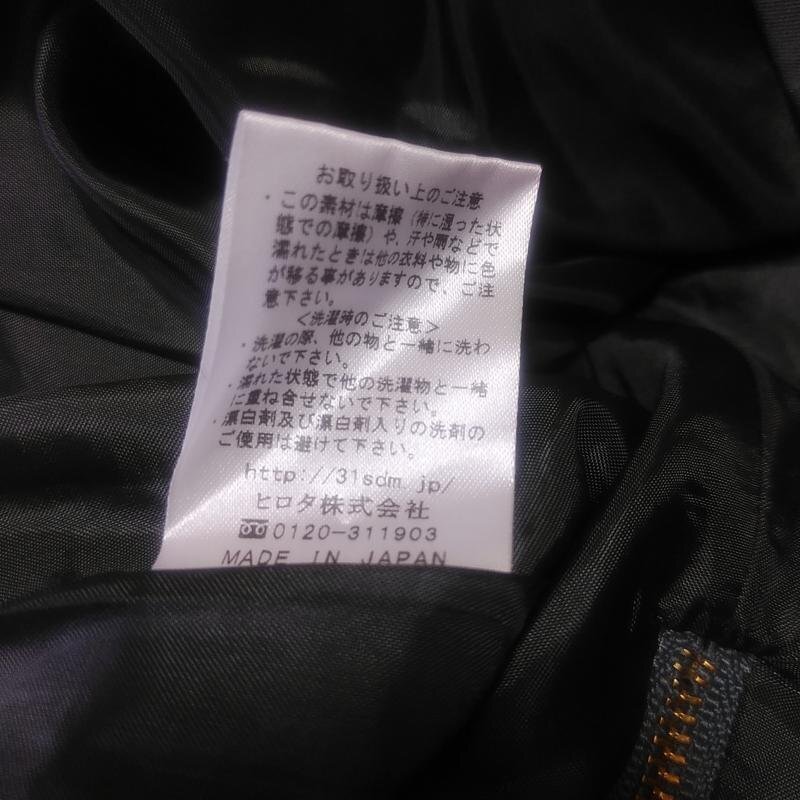 お取り扱い上のご注意
・この素材は摩擦（特に湿った状
態での摩擦）や、汗や雨などで
濡れたときは他の衣料や物に色
が移る事がありますので、ご注
意下さい。
＜洗濯時のご注意＞
・洗濯の際、他の物と一緒に洗わ
ないで下さい。
・濡れた状態で他の洗濯物と一緒
に重ね合せないで下さい。
・漂白剤及び漂白剤入りの洗剤の
ご使用は避けて下さい。
http://31sdm.jp/
ヒロタ株式会社
0120-311903
MADE IN JAPAN